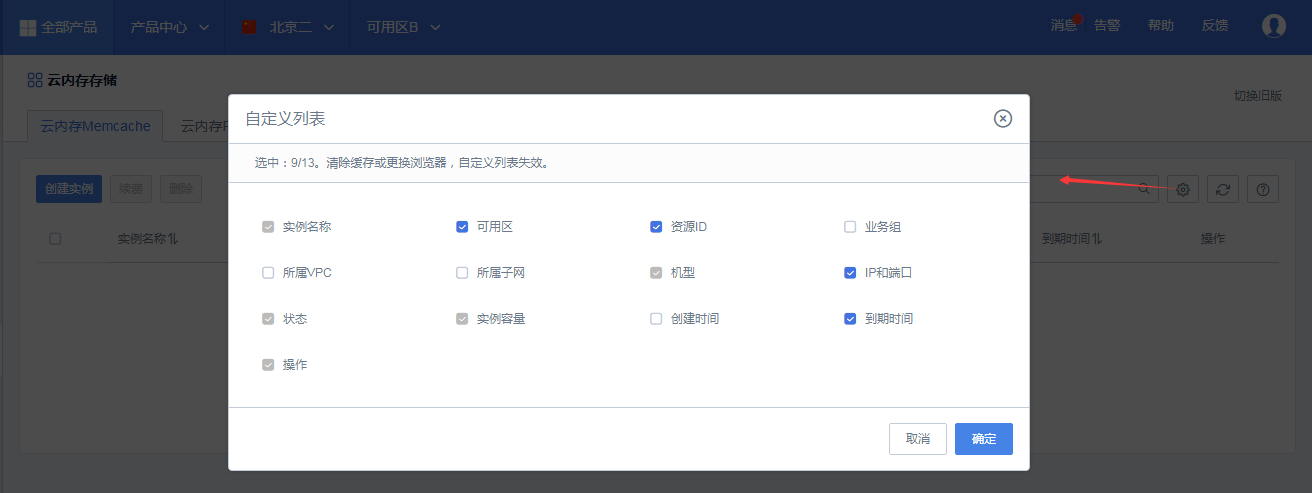 全部产品 产品中心 北京二 可用区B 消息 告警 帮助 反馈
云内存存储
切换旧版
云内存Memcache 云内存
自定义列表
选中：9/13。清除缓存或更换浏览器，自定义列表失效。
创建实例 续费 删除
实例名称 到期时间 操作
实例名称 可用区 资源ID 业务组
所属VPC 所属子网 机型 IP和端口
状态 实例容量 创建时间 到期时间
操作
取消 确定